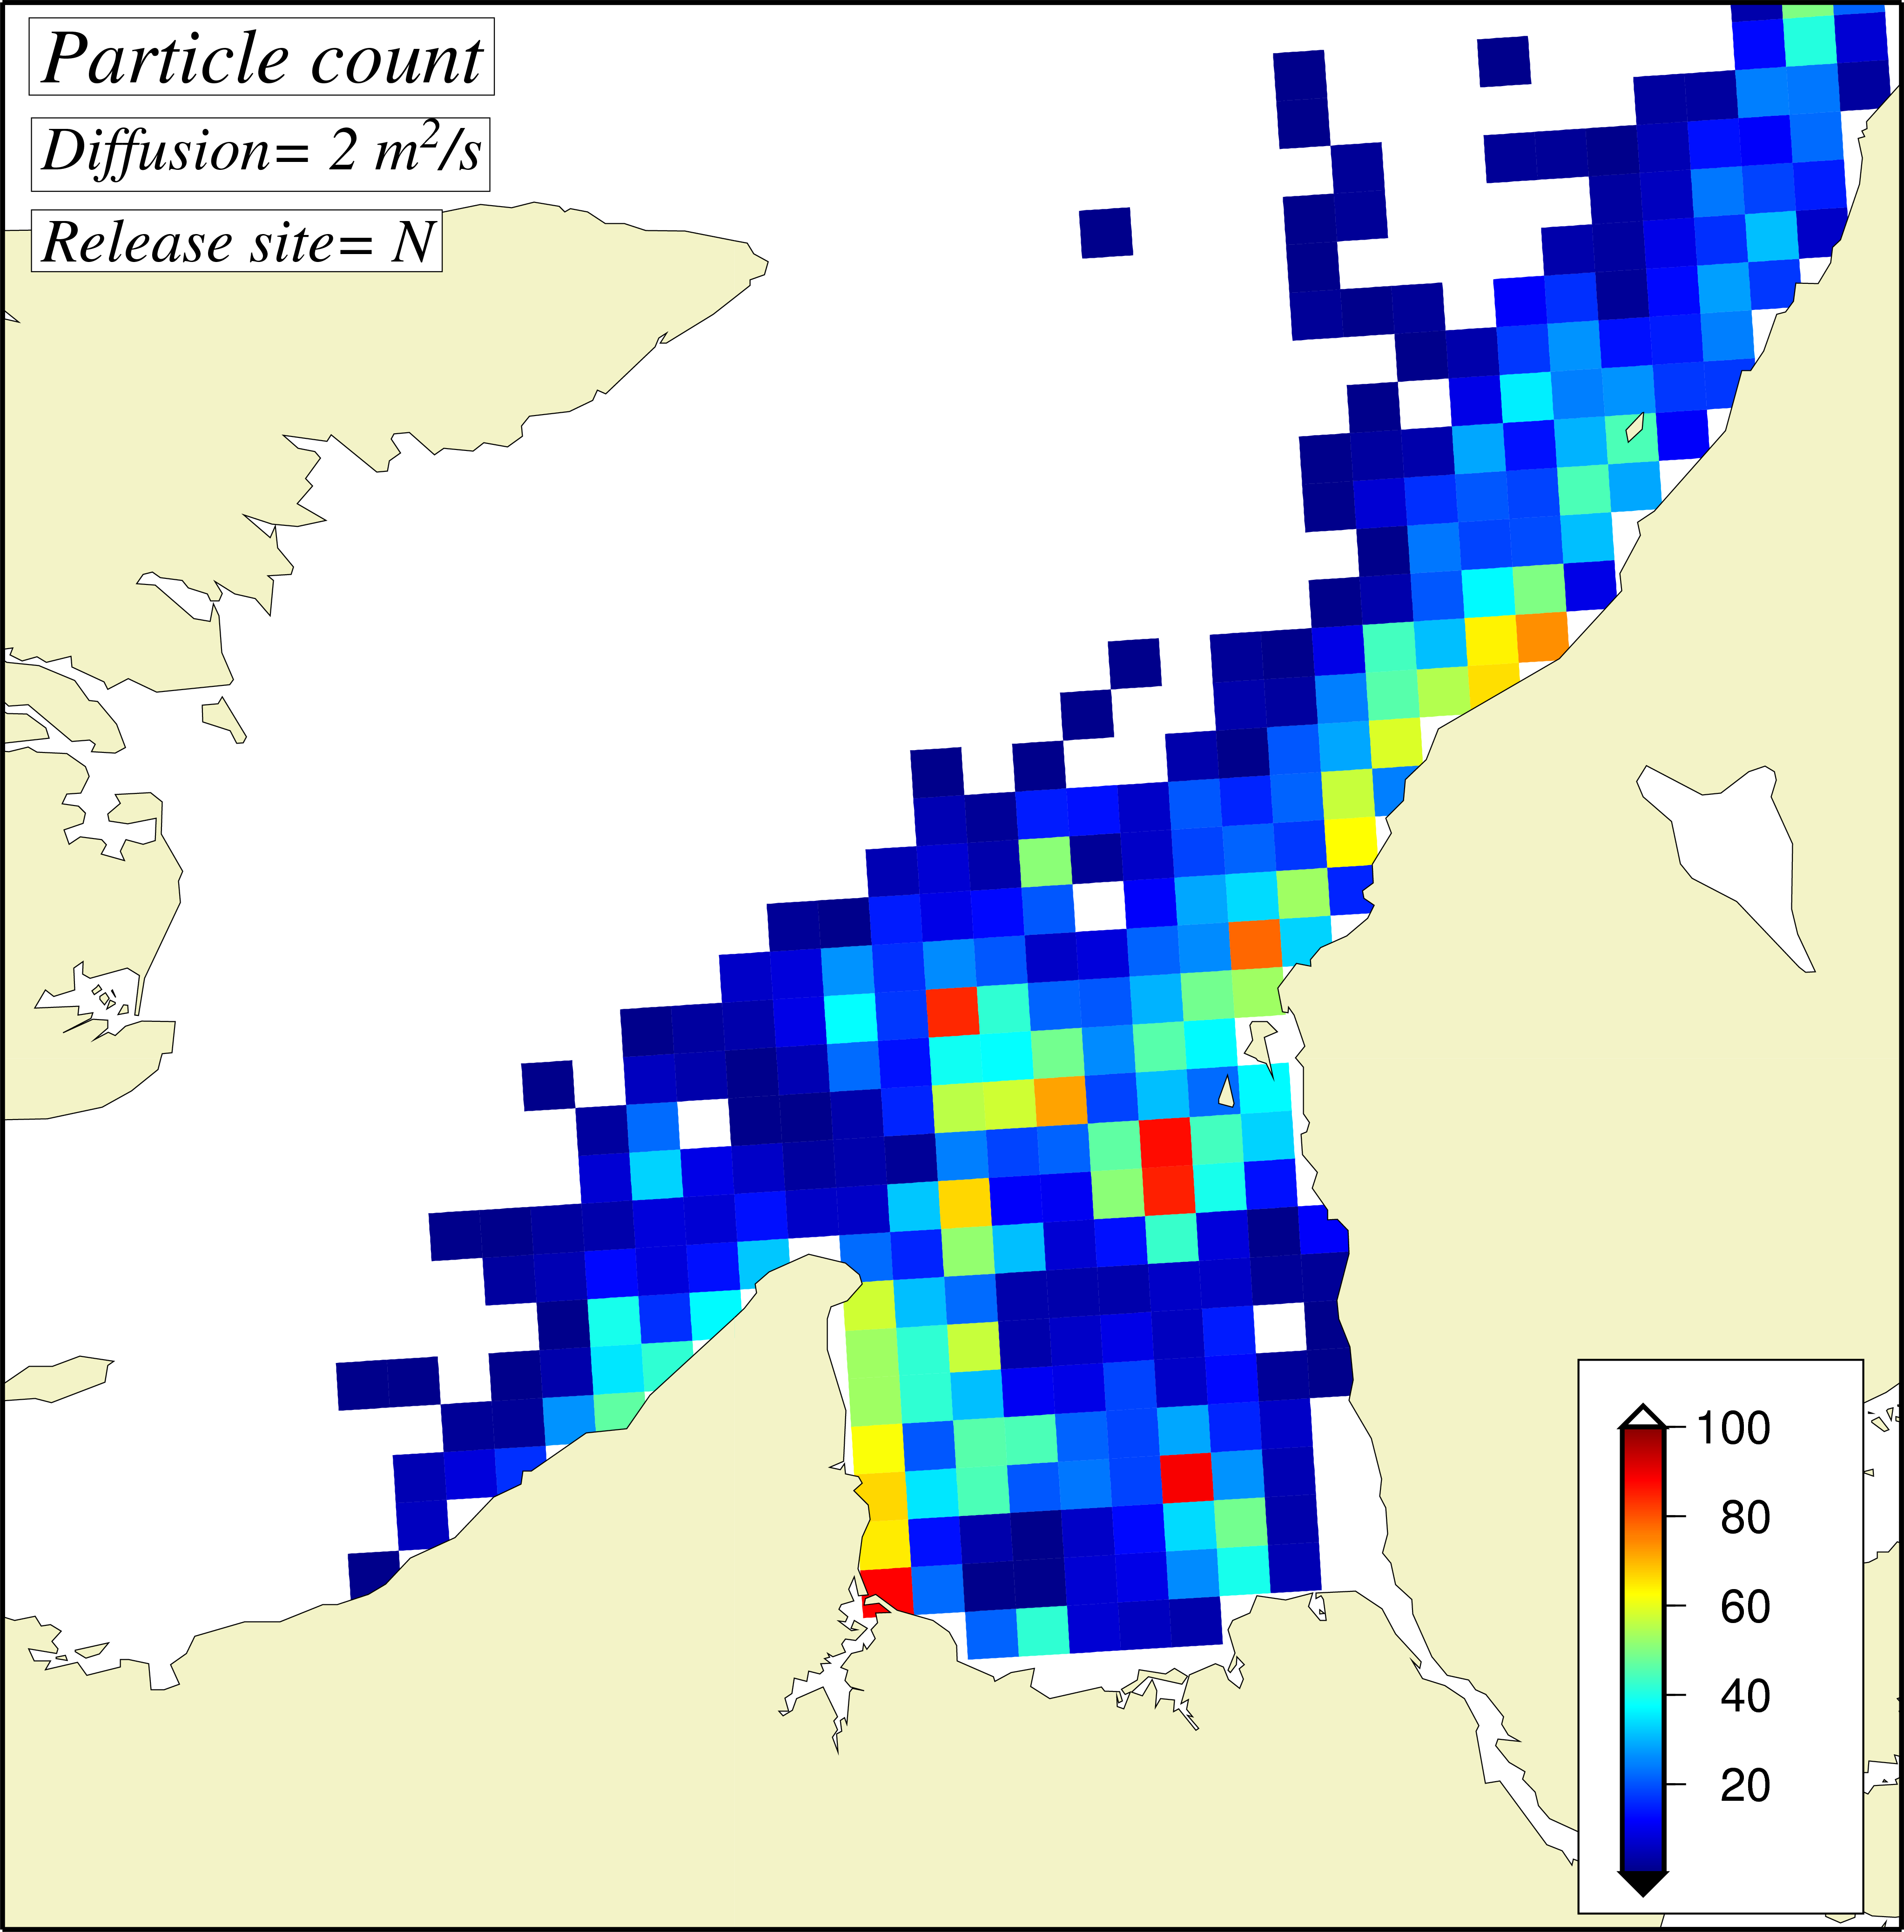 Particle count
Diffusion= 2 m²/s
Release site= N
100
80
60
40
20